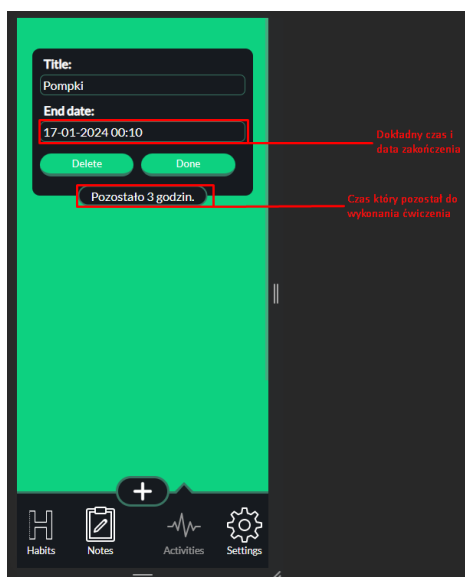 Title:
Pompki
End date:
17-01-2024 00:10
Delete
Done
Pozostało 3 godzin.
Dokładny czas i
data zakończenia
Czas który pozostał do
wykonania ćwiczenia
Habits
Notes
Activities
Settings